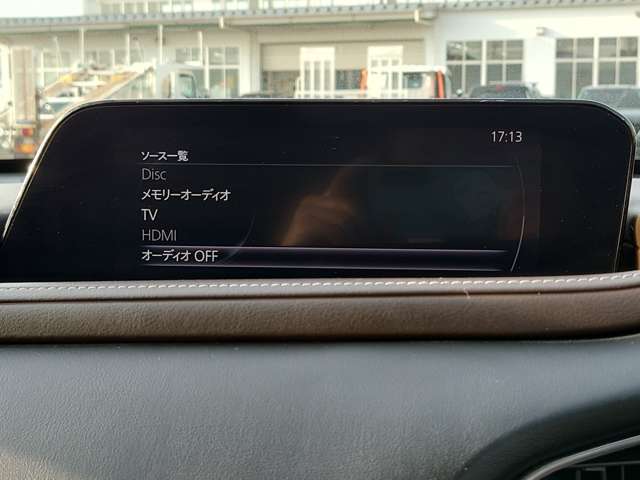 17:13
ソース一覧
Disc
メモリーオーディオ
TV
HDMI
オーディオ OFF